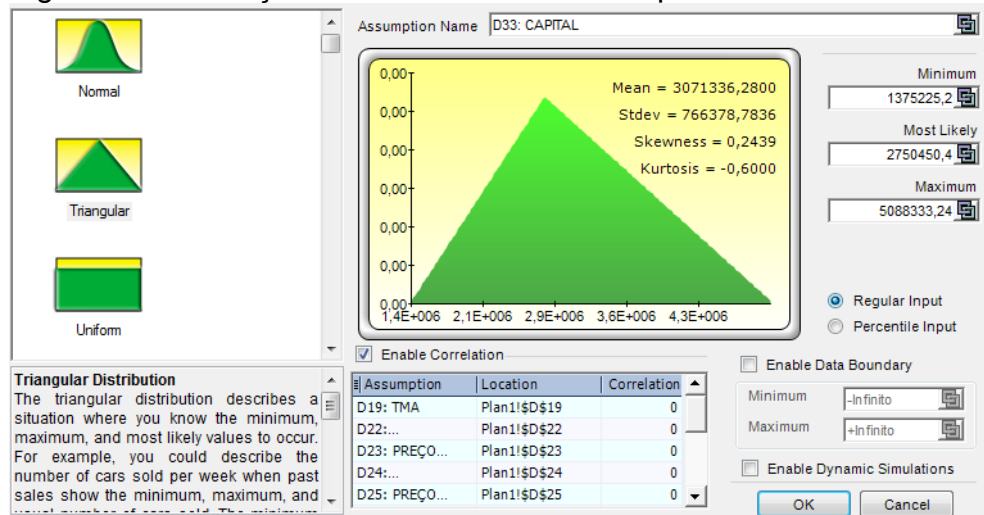 Normal
Triangular
Uniform
Triangular Distribution
The triangular distribution describes a
situation where you know the minimum,
maximum, and most likely values to occur.
For example, you could describe the
number of cars sold per week when past
sales show the minimum, maximum, and
Assumption Name D33: CAPITAL
0,00
0,00
0,00
0,00
0,00
0,00
0,00
Mean = 3071336,2800
Stdev = 766378,7836
Skewness = 0,2439
Kurtosis = -0,6000
1,4E+006 2,1E+006 2,9E+006 3,6E+006 4,3E+006
Minimum
1375225,2
Most Likely
2750450,4
Maximum
5088333,24
Regular Input
Percentile Input
Enable Correlation
Assumption Location Correlation
D19: TMA Plan1!$D$19 0
D22:... Plan1!$D$22 0
D23: PREÇO... Plan1!$D$23 0
D24:... Plan1!$D$24 0
D25: PREÇO... Plan1!$D$25 0
Enable Data Boundary
Minimum -Infinito
Maximum +Infinito
Enable Dynamic Simulations
OK Cancel